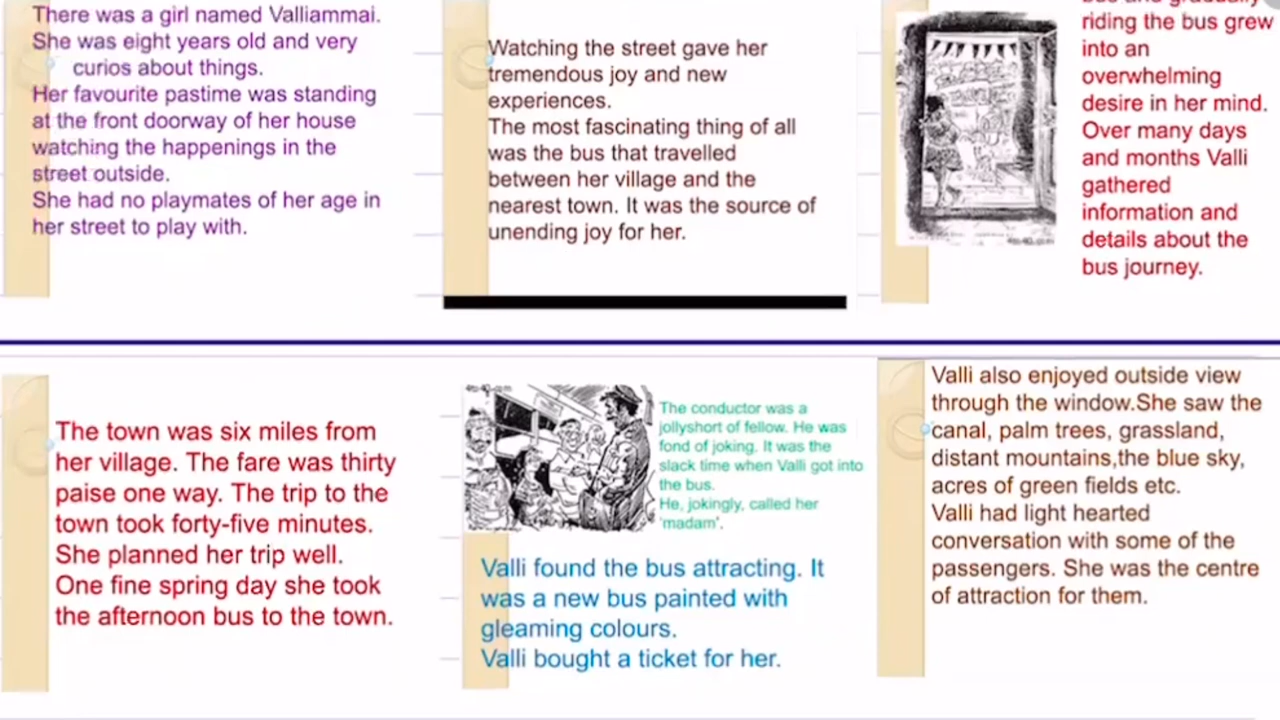 There was a girl named Valliammai.
She was eight years old and very
curios about things.
Her favourite pastime was standing
at the front doorway of her house
watching the happenings in the
street outside.
She had no playmates of her age in
her street to play with.
Watching the street gave her
tremendous joy and new
experiences.
The most fascinating thing of all
was the bus that travelled
between her village and the
nearest town. It was the source of
unending joy for her.
riding the bus grew
into an
overwhelming
desire in her mind.
Over many days
and months Valli
gathered
information and
details about the
bus journey.
The town was six miles from
her village. The fare was thirty
paise one way. The trip to the
town took forty-five minutes.
She planned her trip well.
One fine spring day she took
the afternoon bus to the town.
The conductor was a
jollyshort of fellow. He was
fond of joking. It was the
slack time when Valli got into
the bus.
He, jokingly, called her
'madam'.
Valli found the bus attracting. It
was a new bus painted with
gleaming colours.
Valli bought a ticket for her.
Valli also enjoyed outside view
through the window.She saw the
canal, palm trees, grassland,
distant mountains,the blue sky,
acres of green fields etc.
Valli had light hearted
conversation with some of the
passengers. She was the centre
of attraction for them.